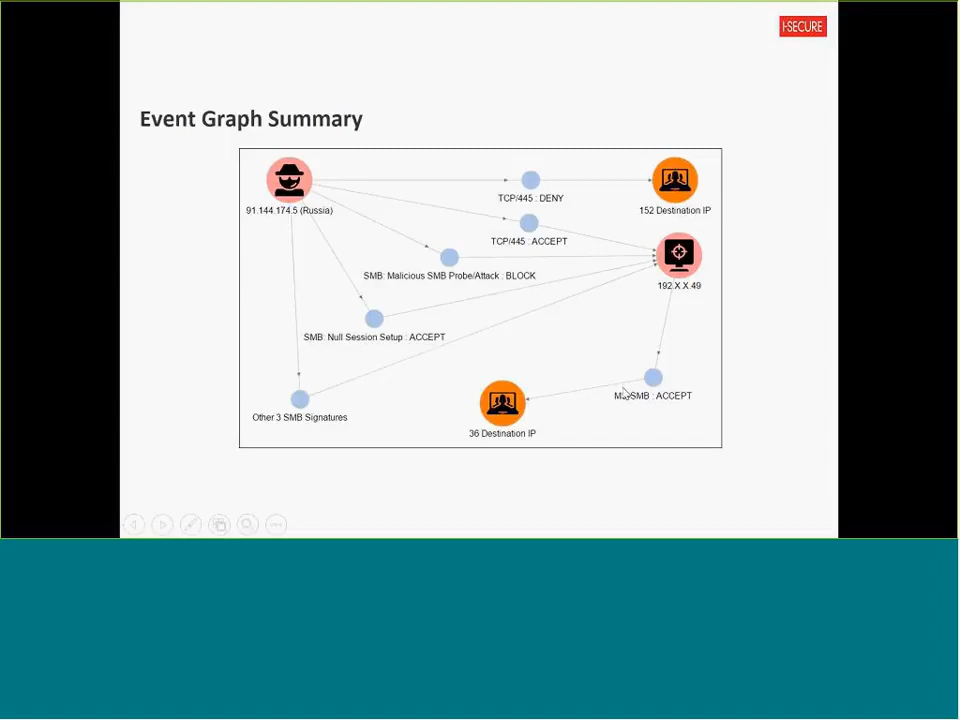 I-SECURE
Event Graph Summary
91.144.174.5 (Russia)
TCP/445 : DENY
152 Destination IP
TCP/445 : ACCEPT
SMB: Malicious SMB Probe/Attack : BLOCK
192.X.X.49
SMB: Null Session Setup : ACCEPT
SMB : ACCEPT
Other 3 SMB Signatures
36 Destination IP